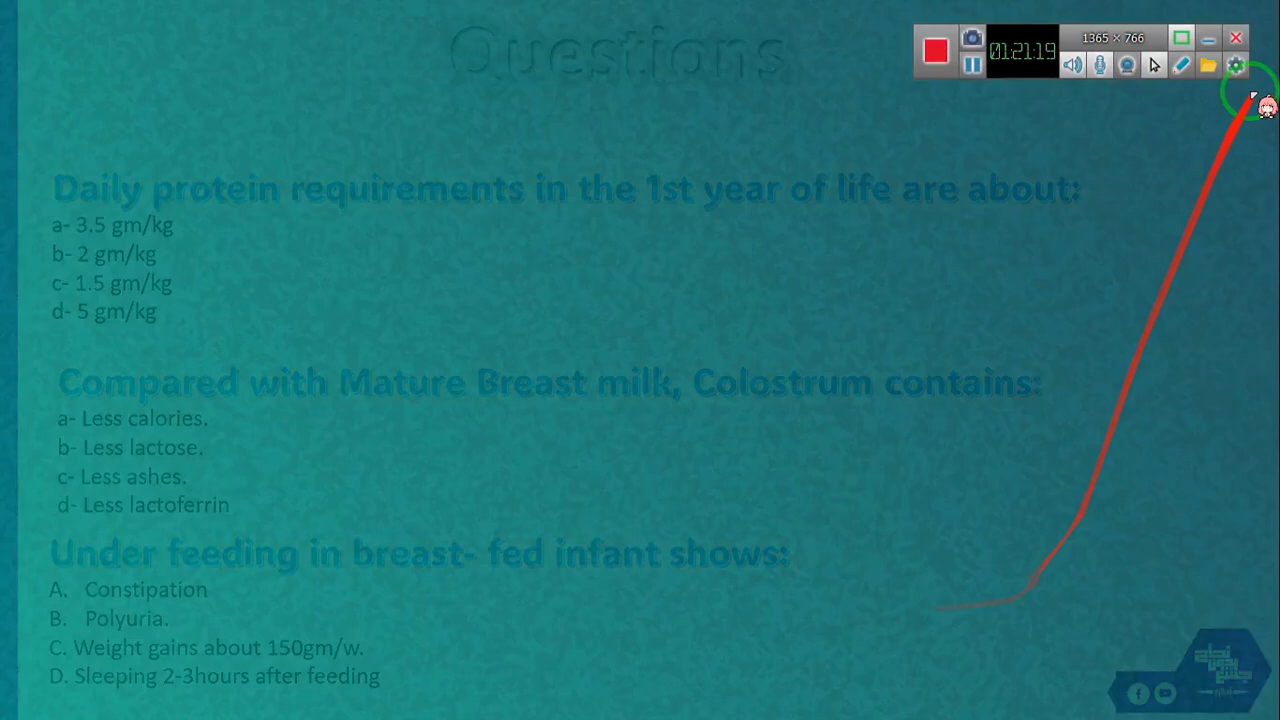 Questions
01:21:19
1365 × 766
Daily protein requirements in the 1st year of life are about:
a- 3.5 gm/kg
b- 2 gm/kg
c- 1.5 gm/kg
d- 5 gm/kg
Compared with Mature Breast milk, Colostrum contains:
a- Less calories.
b- Less lactose.
c- Less ashes.
d- Less lactoferrin
Under feeding in breast- fed infant shows:
A. Constipation
B. Polyuria.
C. Weight gains about 150gm/w.
D. Sleeping 2-3hours after feeding